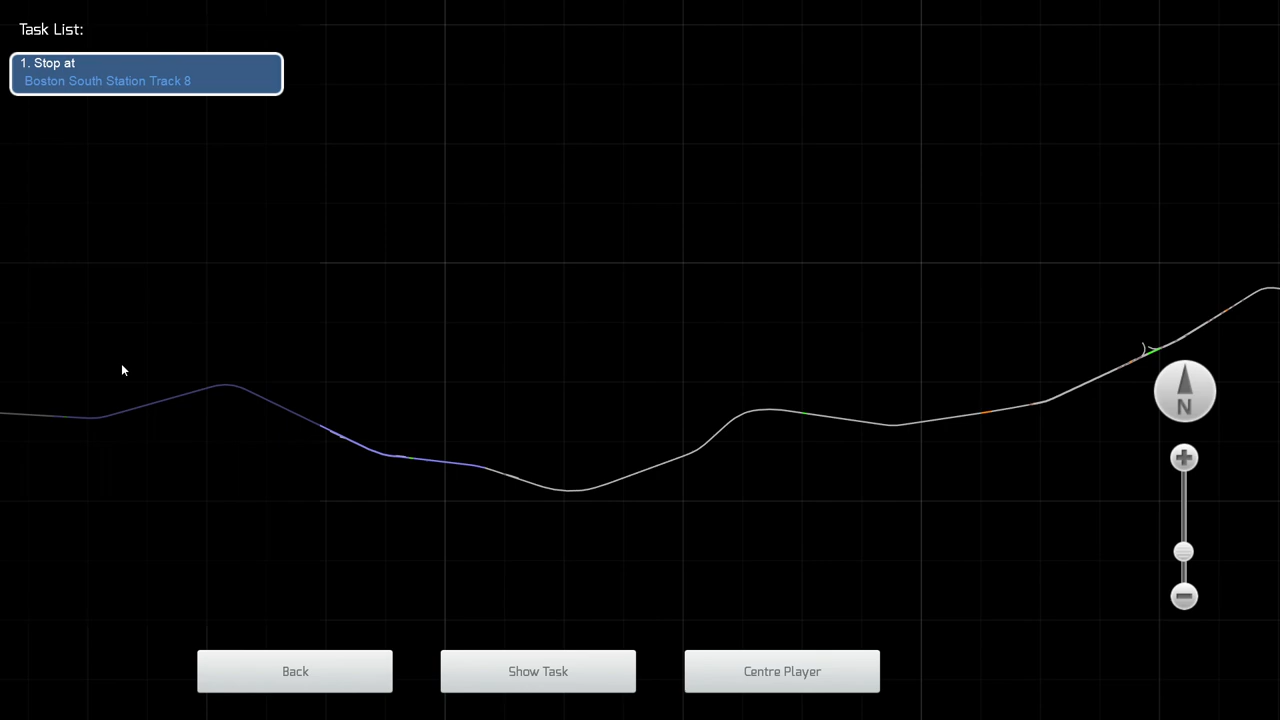 Task List:
1. Stop at
Boston South Station Track 8
N
Back
Show Task
Centre Player